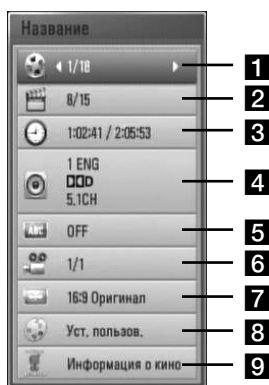 Название
1/18
1
8/15
2
1:02:41 / 2:05:53
3
1 ENG
DD D
5.1CH
4
ABC
OFF
5
1/1
6
16:9 Оригинал
7
Уст. пользов.
8
Информация о кино
9